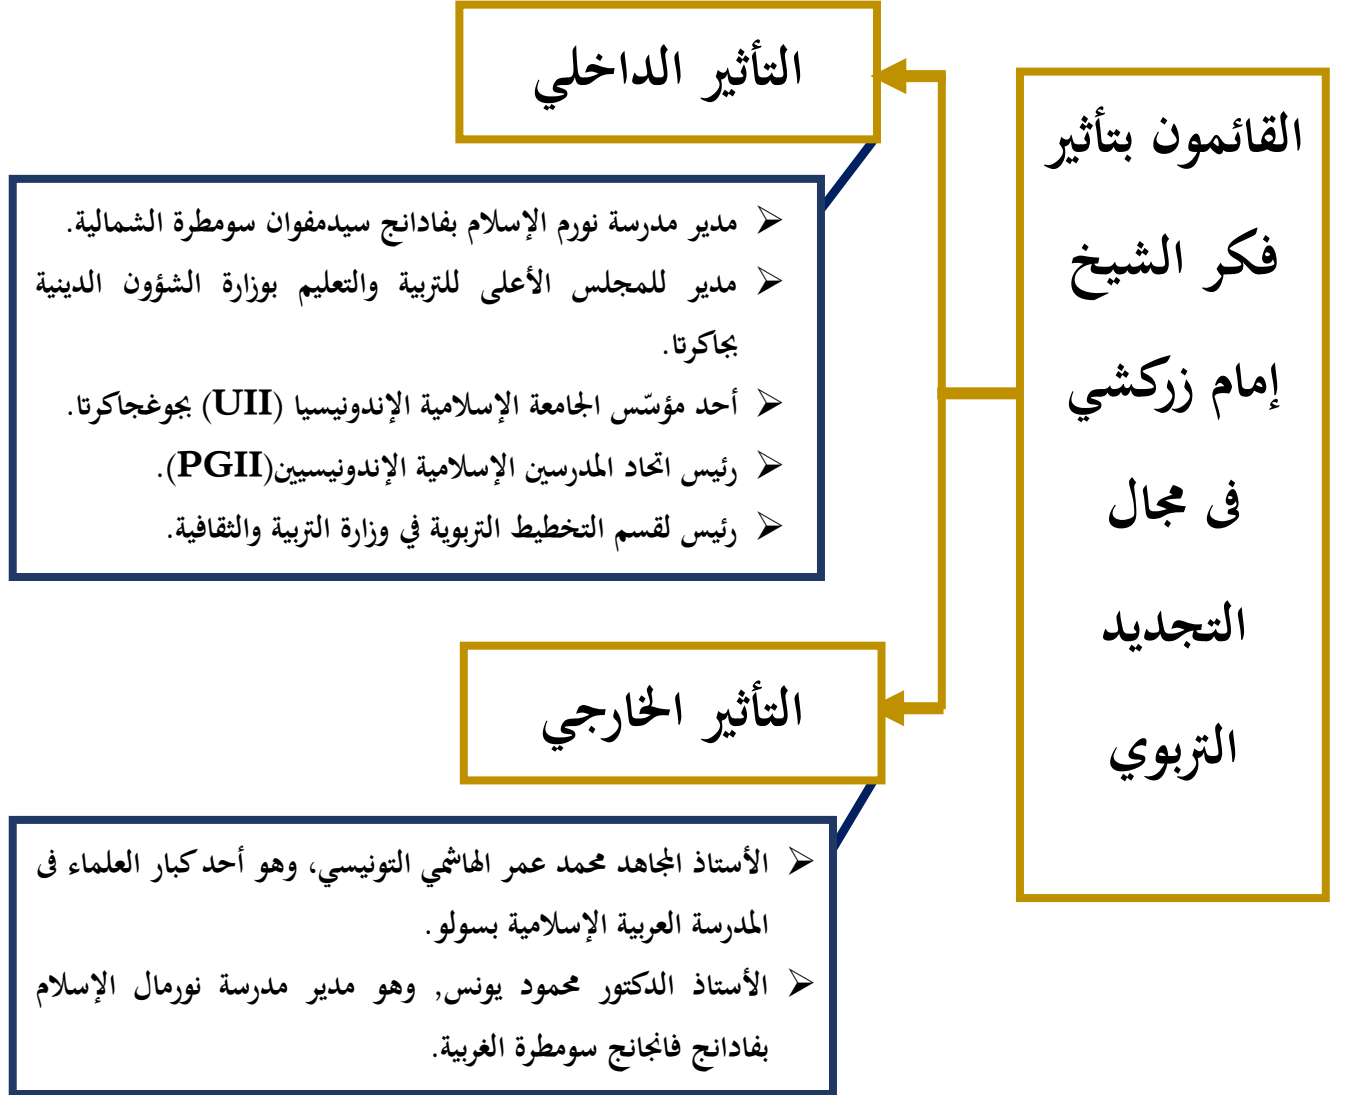 القائمون بتأثير
فكر الشيخ
إمام زركشي
فى مجال
التجديد
التربوي
التأثير الداخلي
مدير مدرسة نورم الإسلام بفادانج سيدمفوان سومطرة الشمالية.
مدير للمجلس الأعلى للتربية والتعليم بوزارة الشؤون الدينية
بجاكرتا.
أحد مؤسّس الجامعة الإسلامية الإندونيسيا (UII) بجوغجاكرتا.
رئيس اتحاد المدرسين الإسلامية الإندونيسيين(PGII).
رئيس لقسم التخطيط التربوية في وزارة التربية والثقافية.
التأثير الخارجي
الأستاذ المجاهد محمد عمر الهاشمي التونيسي، وهو أحد كبار العلماء فى
المدرسة العربية الإسلامية بسولو.
الأستاذ الدكتور محمود يونس, وهو مدير مدرسة نورمال الإسلام
بفادانج فانجانج سومطرة الغربية.